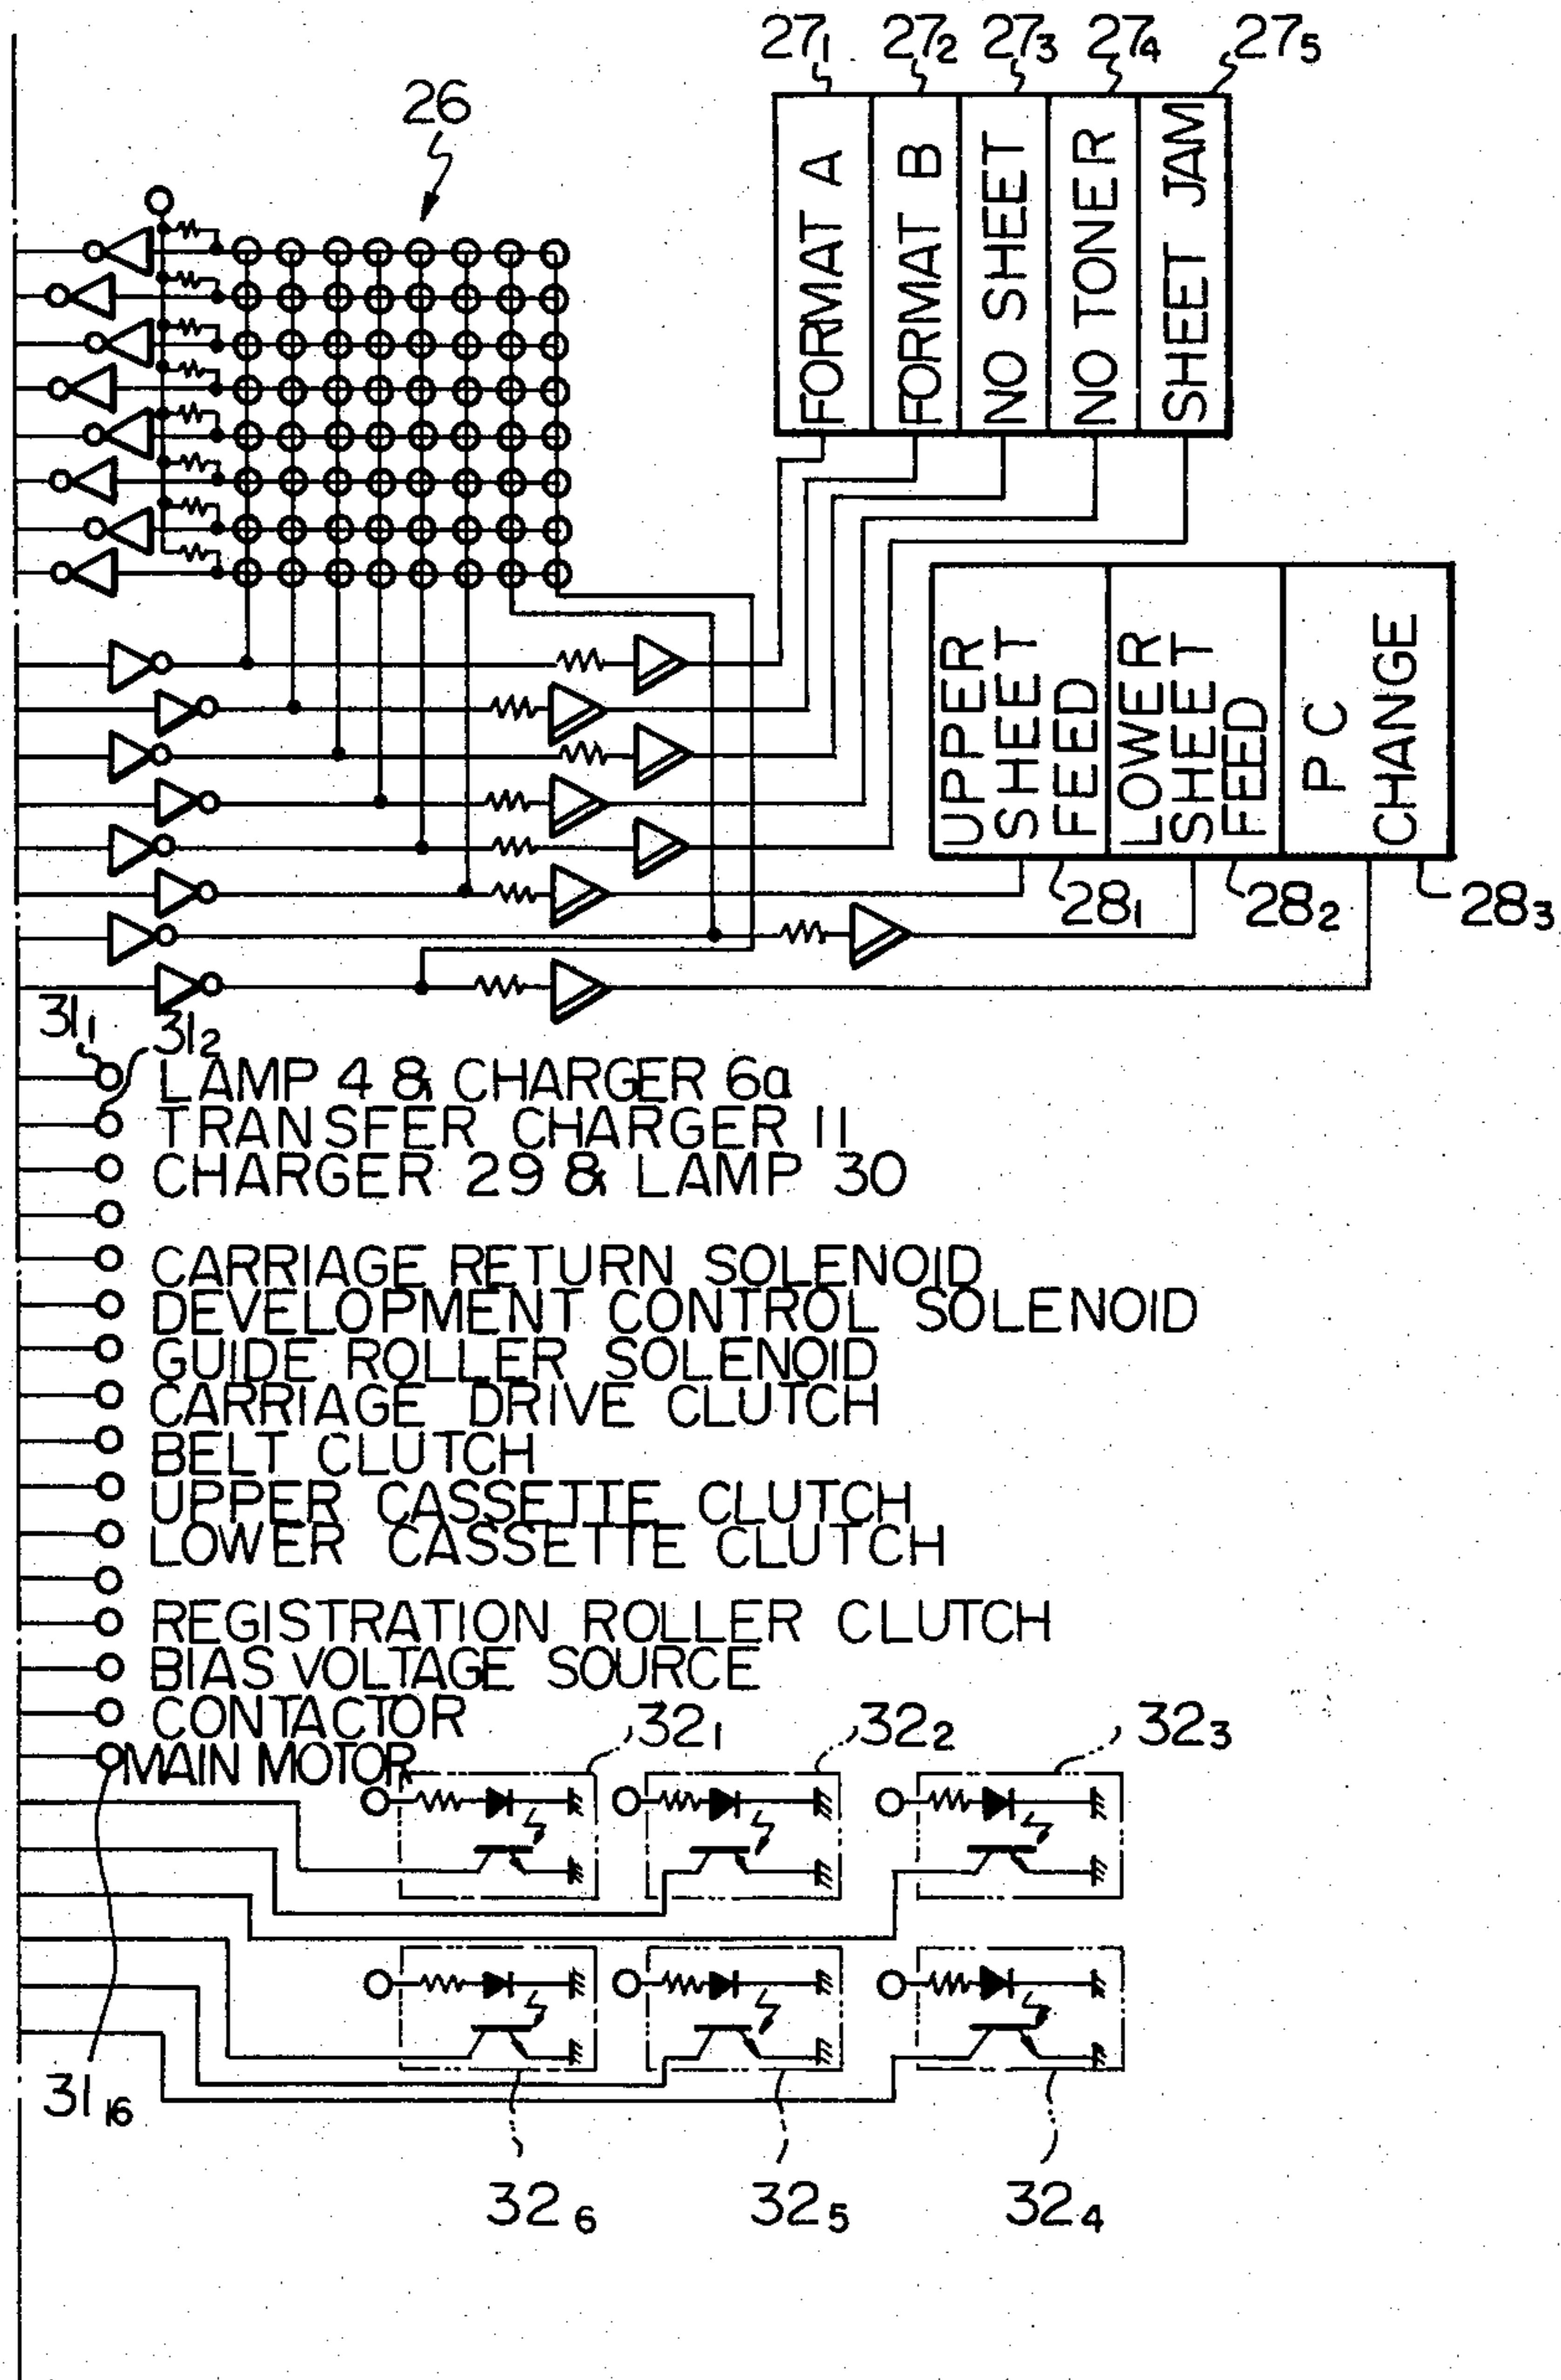 27₁ 27₂ 27₃ 27₄ 27₅
26
FORMAT A
FORMAT B
NO SHEET
NO TONER
SHEET JAM
UPPER
SHEET
FEED
LOWER
SHEET
FEED
P C
CHANGE
28₁ 28₂ 28₃
31₁
31₂
LAMP 4 & CHARGER 6a
TRANSFER CHARGER 11
CHARGER 29 & LAMP 30
CARRIAGE RETURN SOLENOID
DEVELOPMENT CONTROL SOLENOID
GUIDE ROLLER SOLENOID
CARRIAGE DRIVE CLUTCH
BELT CLUTCH
UPPER CASSETTE CLUTCH
LOWER CASSETTE CLUTCH
REGISTRATION ROLLER CLUTCH
BIAS VOLTAGE SOURCE
CONTACTOR
MAIN MOTOR
32₁ 32₂ 32₃
31₁₆
32₆ 32₅ 32₄